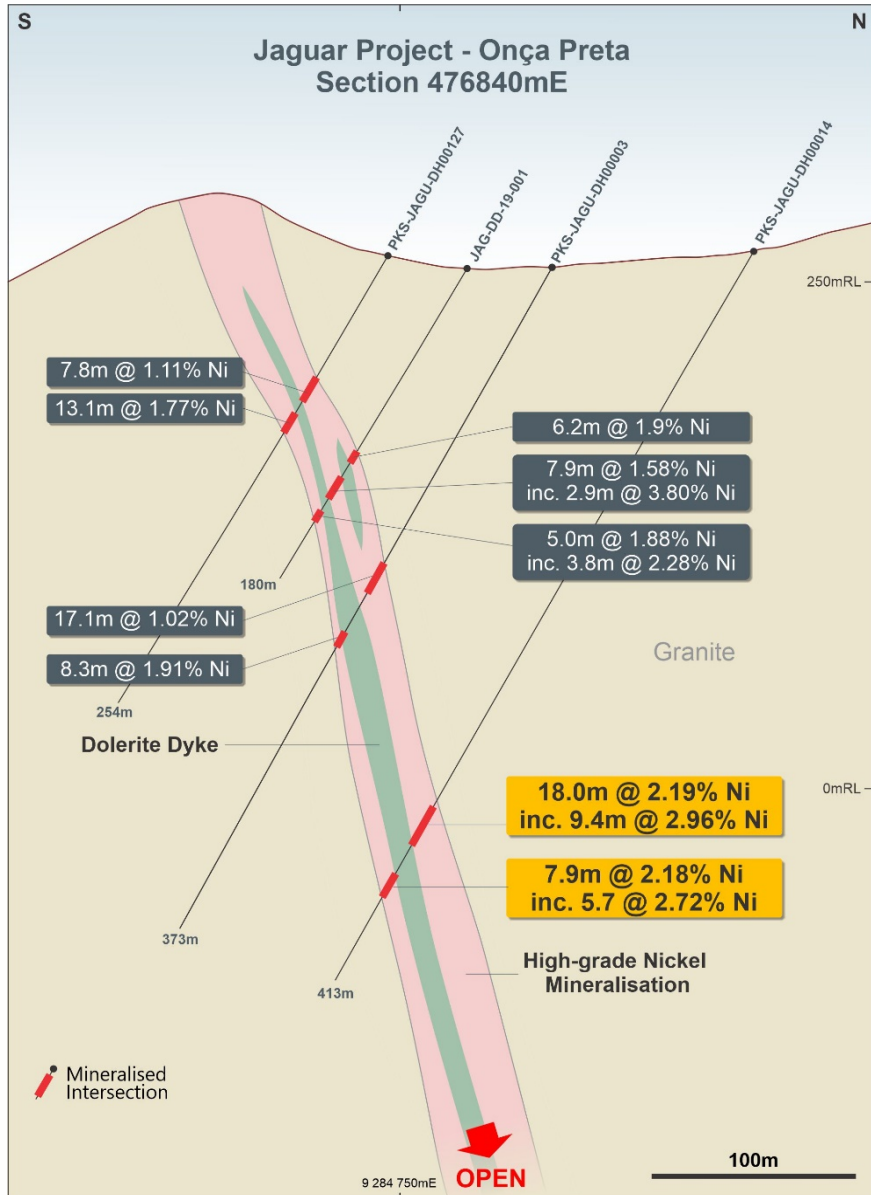 S
N
Jaguar Project - Onça Preta
Section 476840mE
PKS-JAGU-DH00127
JAG-DD-19-001
PKS-JAGU-DH00003
PKS-JAGU-DH00014
250mRL
7.8m @ 1.11% Ni
13.1m @ 1.77% Ni
6.2m @ 1.9% Ni
7.9m @ 1.58% Ni
inc. 2.9m @ 3.80% Ni
5.0m @ 1.88% Ni
inc. 3.8m @ 2.28% Ni
180m
17.1m @ 1.02% Ni
8.3m @ 1.91% Ni
Granite
254m
Dolerite Dyke
0mRL
18.0m @ 2.19% Ni
inc. 9.4m @ 2.96% Ni
7.9m @ 2.18% Ni
inc. 5.7 @ 2.72% Ni
373m
High-grade Nickel
Mineralisation
413m
Mineralised
Intersection
OPEN
9 284 750mE
100m